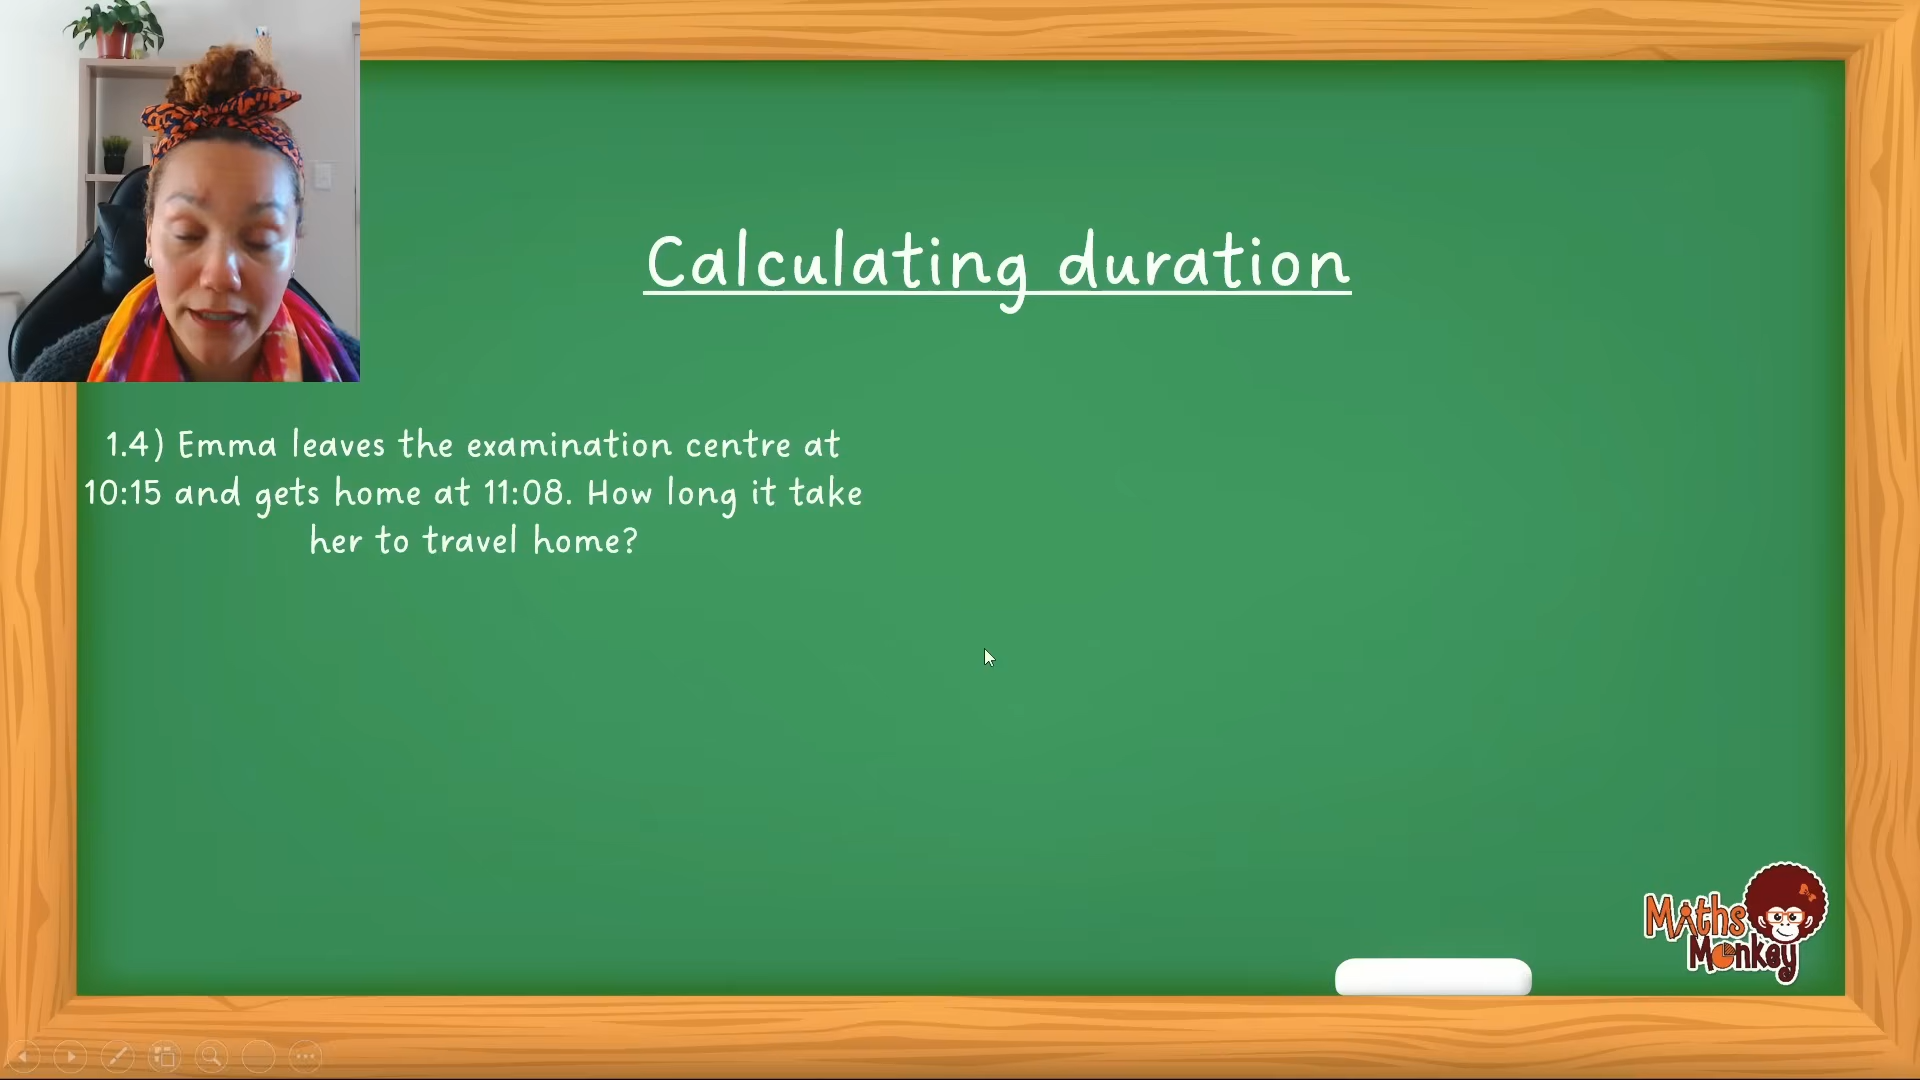 Calculating duration
1.4) Emma leaves the examination centre at
10:15 and gets home at 11:08. How long it take
her to travel home?
Maths
Monkey